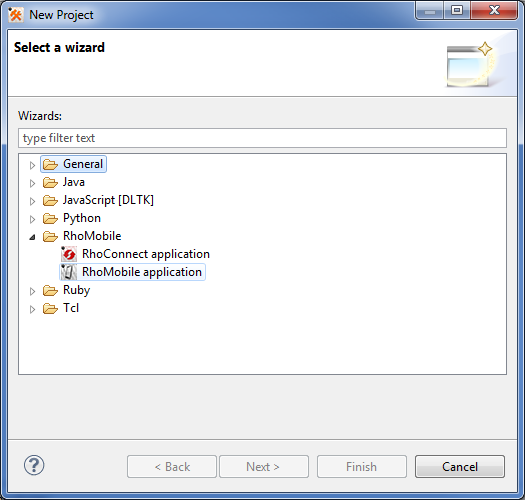 New Project
Select a wizard
Wizards:
type filter text
General
Java
JavaScript [DLTK]
Python
RhoMobile
RhoConnect application
RhoMobile application
Ruby
Tcl
?
< Back
Next >
Finish
Cancel